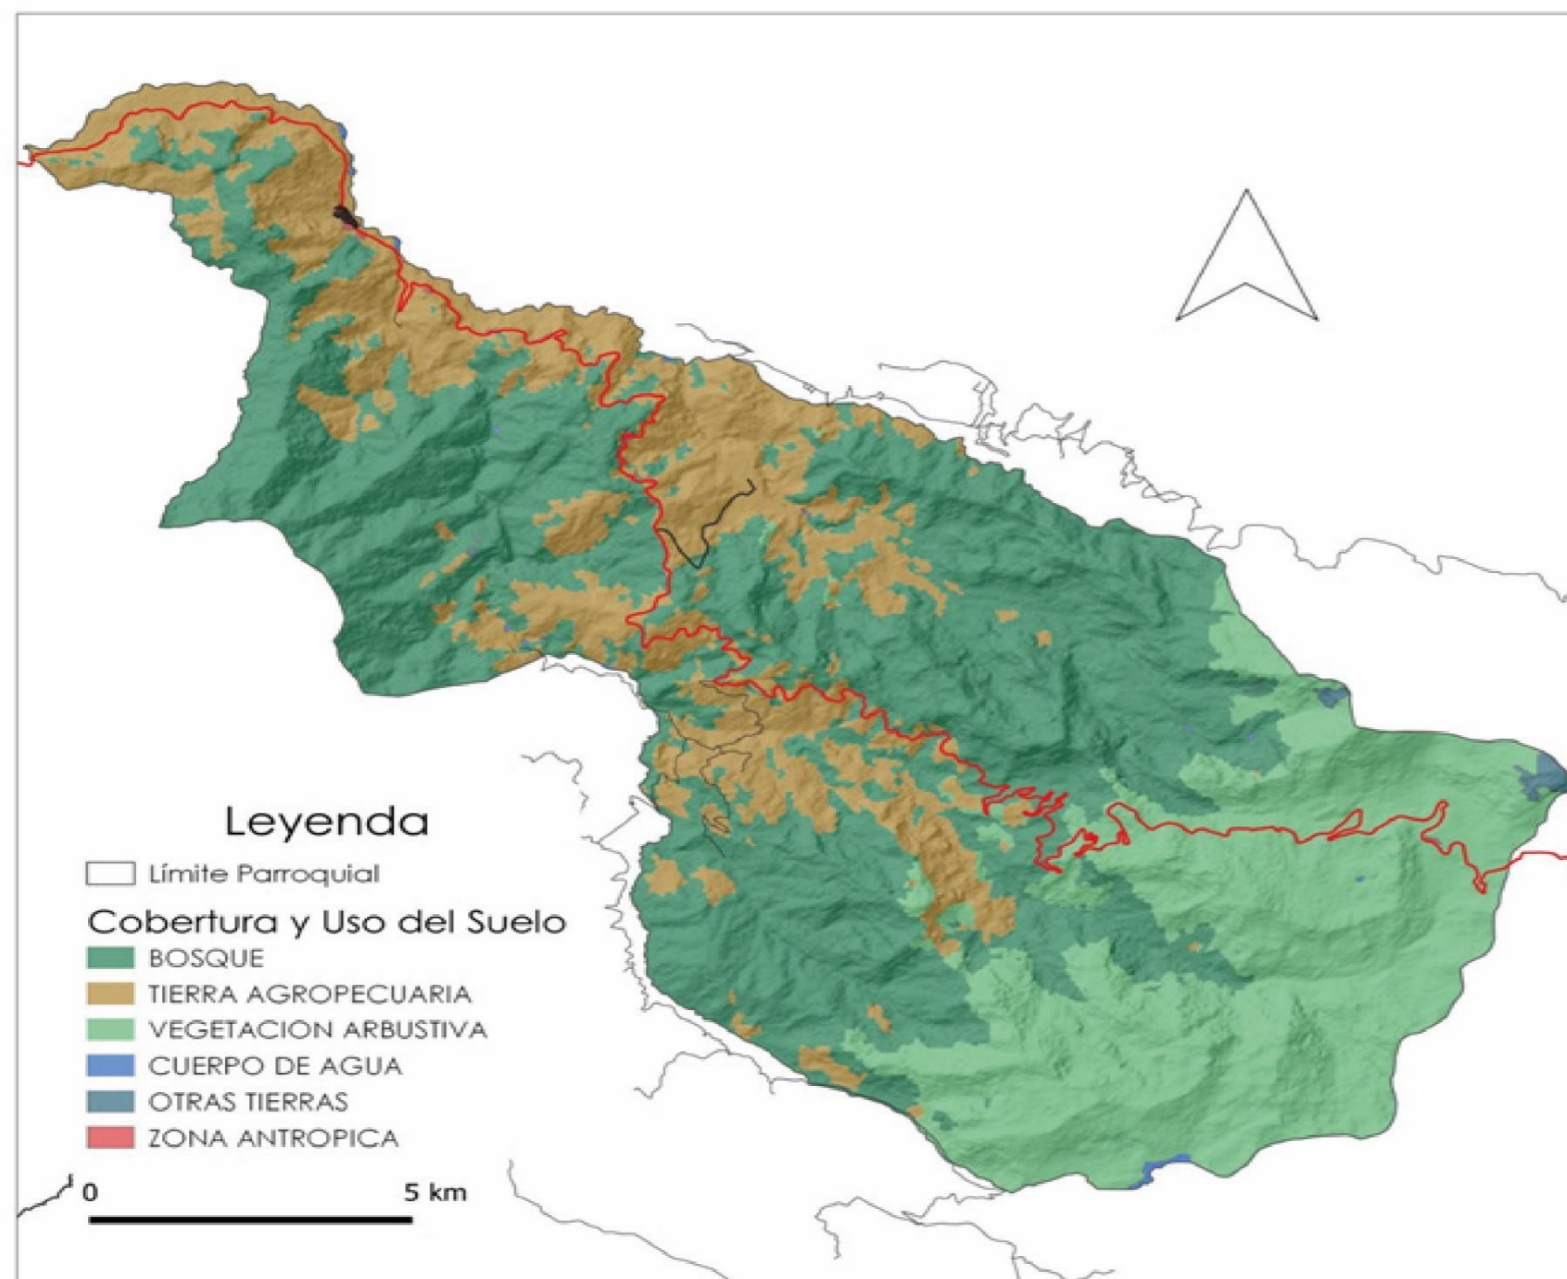 Leyenda
Límite Parroquial
Cobertura y Uso del Suelo
BOSQUE
TIERRA AGROPECUARIA
VEGETACION ARBUSTIVA
CUERPO DE AGUA
OTRAS TIERRAS
ZONA ANTROPICA
0 5 km